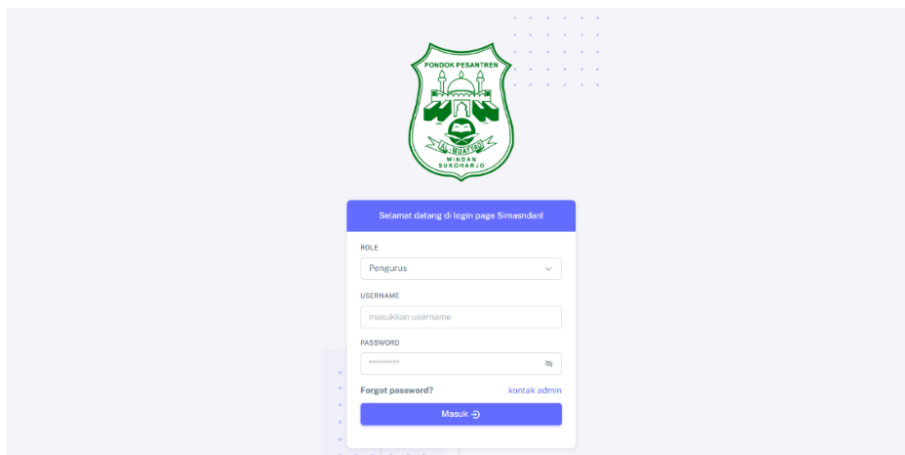 PONDOK PESANTREN
AL-MUAYYAD
WINDAN
SUKOHARJO
Selamat datang di login page Simasndan!
ROLE
Pengurus
USERNAME
masukkan username
PASSWORD
*********
Forgot password? kontak admin
Masuk